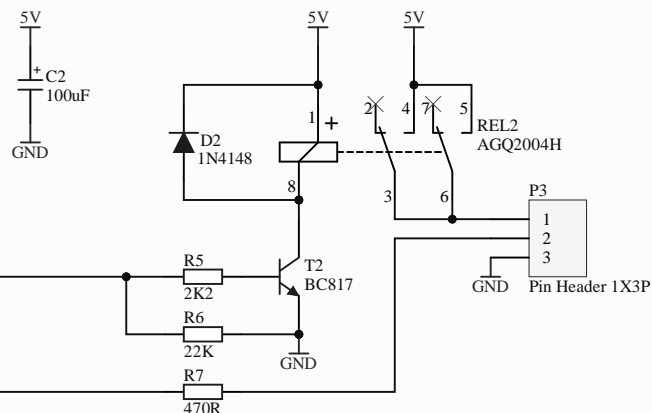 5V
5V
5V
+
C2
100uF
GND
1
+
2
4
7
5
REL2
AGQ2004H
D2
1N4148
8
3
6
P3
1
2
3
GND
Pin Header 1X3P
R5
2K2
T2
BC817
R6
22K
GND
R7
470R